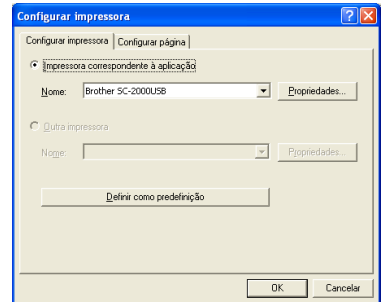 Configurar impressora
Configurar impressora Configurar página
Impressora correspondente à aplicação
Nome: Brother SC-2000USB Propriedades...
Outra impressora
Nome: Propriedades...
Definir como predefinição
OK Cancelar